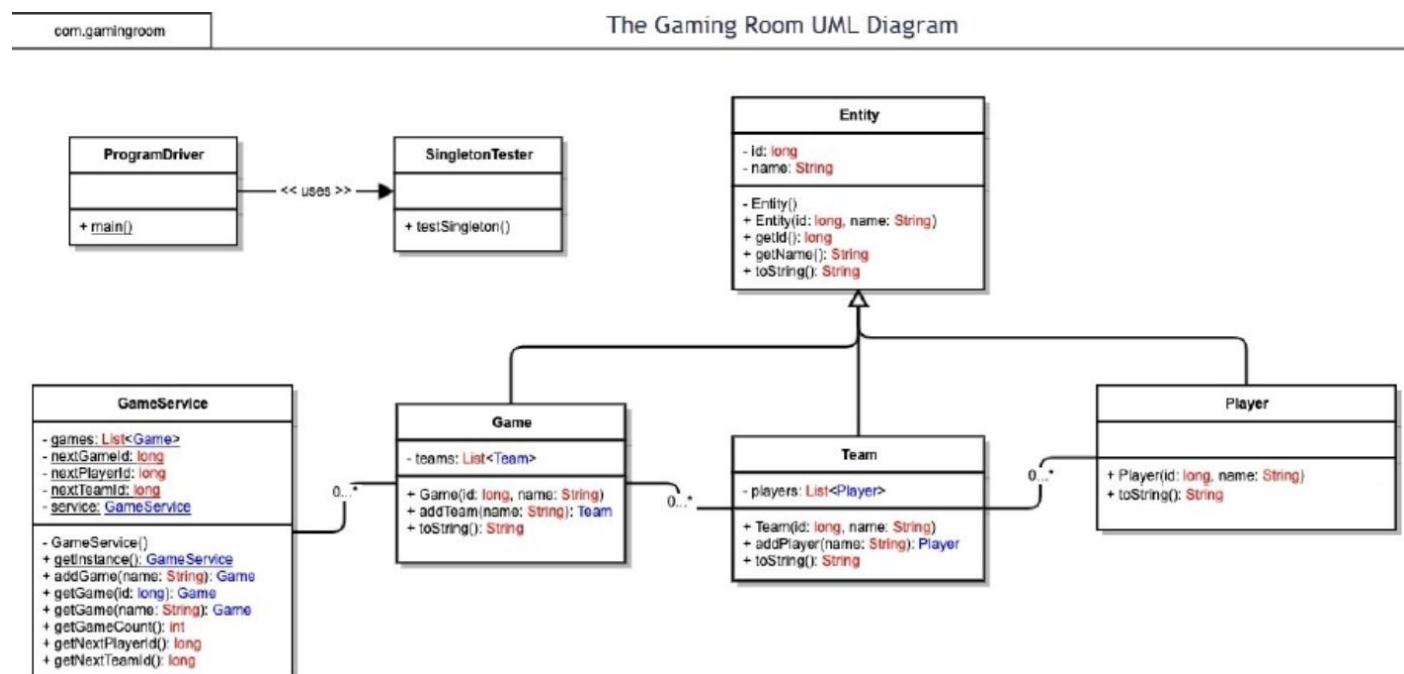 com.gamingroom
The Gaming Room UML Diagram
ProgramDriver
+ main()
<< uses >>
SingletonTester
+ testSingleton()
Entity
- id: long
- name: String
- Entity()
+ Entity(id: long, name: String)
+ getId(): long
+ getName(): String
+ toString(): String
GameService
- games: List<Game>
- nextGameId: long
- nextPlayerId: long
- nextTeamId: long
- service: GameService
- GameService()
+ getInstance(): GameService
+ addGame(name: String): Game
+ getGame(id: long): Game
+ getGame(name: String): Game
+ getGameCount(): int
+ getNextPlayerId(): long
+ getNextTeamId(): long
0...*
Game
- teams: List<Team>
+ Game(id: long, name: String)
+ addTeam(name: String): Team
+ toString(): String
0...*
Team
- players: List<Player>
+ Team(id: long, name: String)
+ addPlayer(name: String): Player
+ toString(): String
0...*
Player
+ Player(id: long, name: String)
+ toString(): String